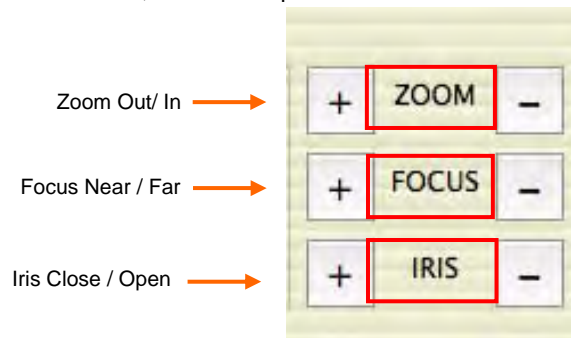 Zoom Out/ In + ZOOM −
Focus Near / Far + FOCUS −
Iris Close / Open + IRIS −